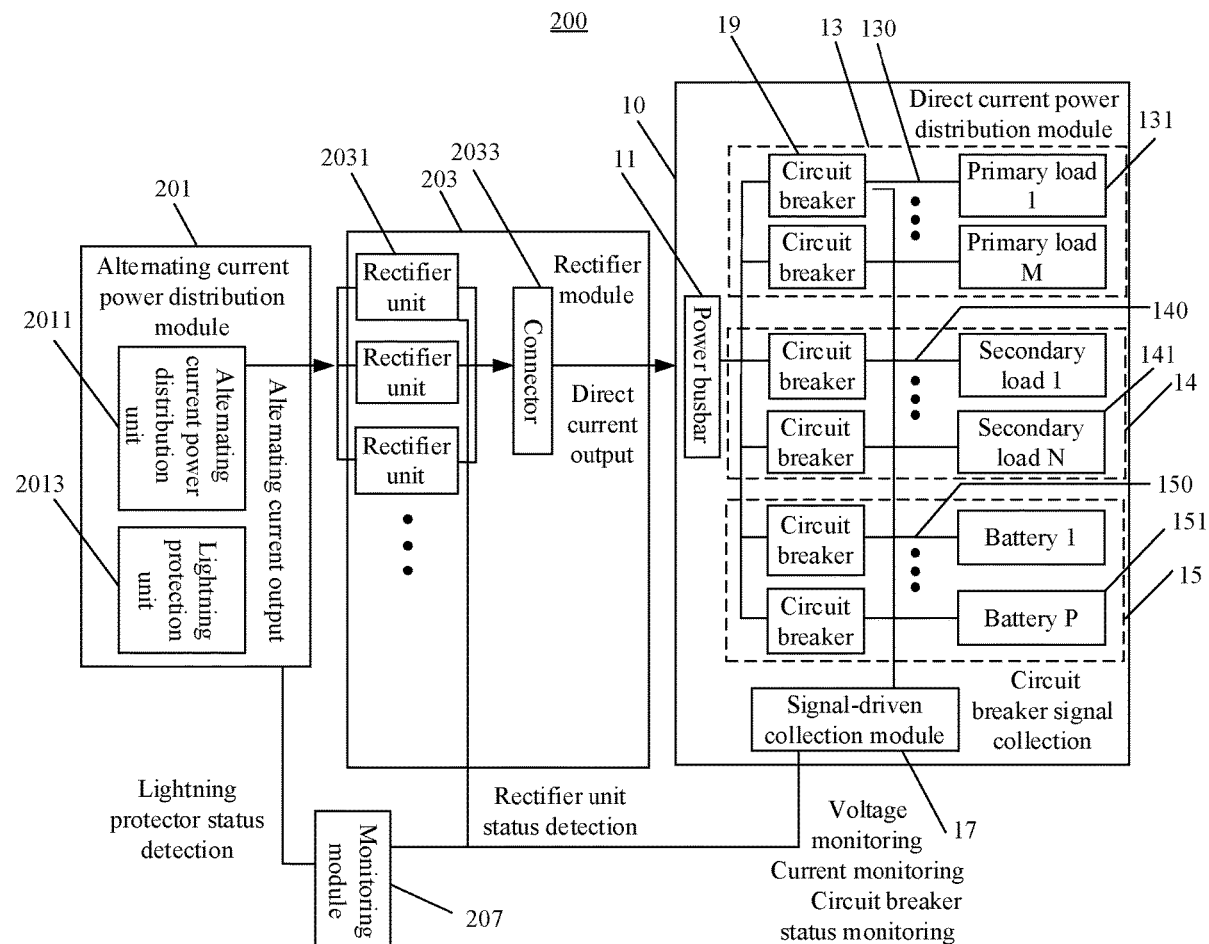 200
201
Alternating current
power distribution
module
2011
Alternating
current power
distribution
unit
2013
Lightning
protection
unit
Alternating current output
2031
2033
203
Rectifier
unit
Rectifier
module
Rectifier
unit
Rectifier
unit
Connector
Direct
current
output
10
11
19
13
130
131
Direct current power
distribution module
Power busbar
Circuit
breaker
Primary load
1
Circuit
breaker
Primary load
M
140
Circuit
breaker
Secondary
load 1
141
14
Circuit
breaker
Secondary
load N
150
Circuit
breaker
Battery 1
151
15
Circuit
breaker
Battery P
Signal-driven
collection module
Circuit
breaker signal
collection
17
Lightning
protector status
detection
Monitoring
module
207
Rectifier unit
status detection
Voltage
monitoring
Current monitoring
Circuit breaker
status monitoring